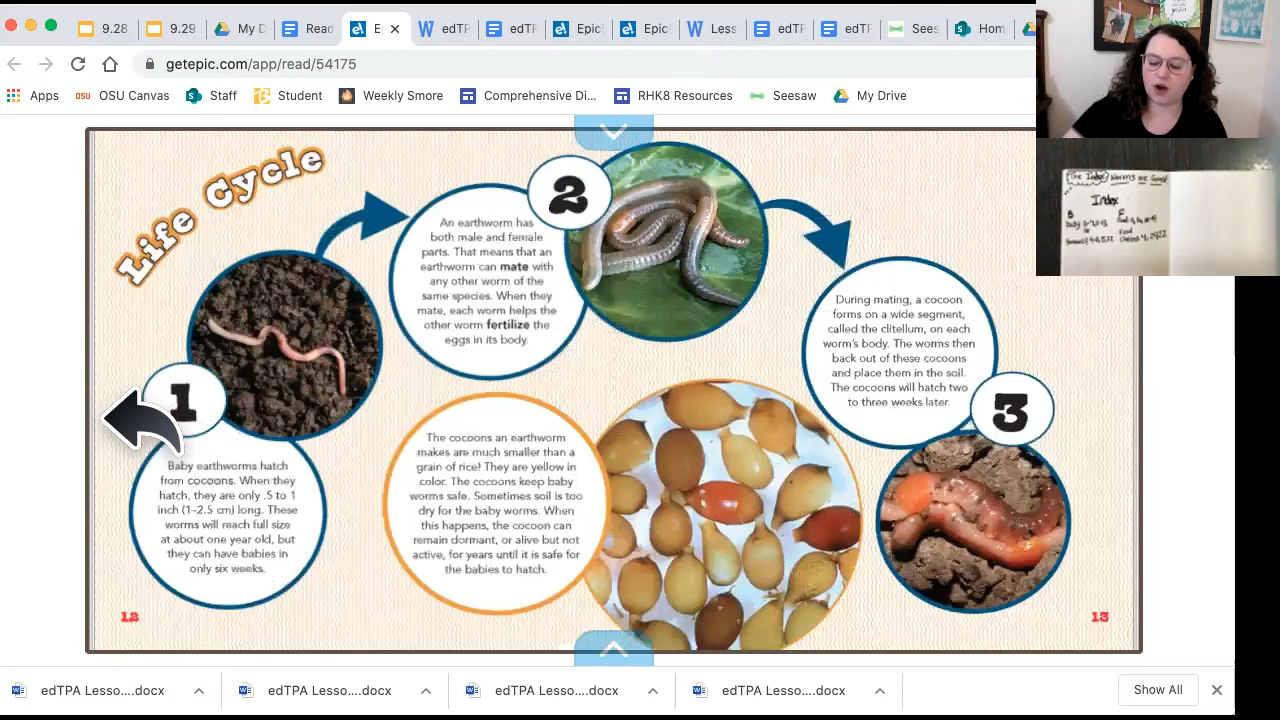 9.28
9.29
My D
Read
E
edTP
Epic!
Epic!
Less
edTP
edTP
Sees
Hom
getepic.com/app/read/54175
Apps
OSU Canvas
Staff
Student
Weekly Smore
Comprehensive Di...
RHK8 Resources
Seesaw
My Drive
Life Cycle
1
Baby earthworms hatch
from cocoons. When they
hatch, they are only .5 to 1
inch (1–2.5 cm) long. These
worms will reach full size
at about one year old, but
they can have babies in
only six weeks.
2
An earthworm has
both male and female
parts. That means that an
earthworm can mate with
any other worm of the
same species. When they
mate, each worm helps the
other worm fertilize the
eggs in its body.
During mating, a cocoon
forms on a wide segment,
called the clitellum, on each
worm's body. The worms then
back out of these cocoons
and place them in the soil.
The cocoons will hatch two
to three weeks later.
3
The cocoons an earthworm
makes are much smaller than a
grain of rice! They are yellow in
color. The cocoons keep baby
worms safe. Sometimes soil is too
dry for the baby worms. When
this happens, the cocoon can
remain dormant, or alive but not
active, for years until it is safe for
the babies to hatch.
12
13
The Index Worms are Good
Index
B
E
food
edTPA Lesso....docx
edTPA Lesso....docx
edTPA Lesso....docx
edTPA Lesso....docx
Show All